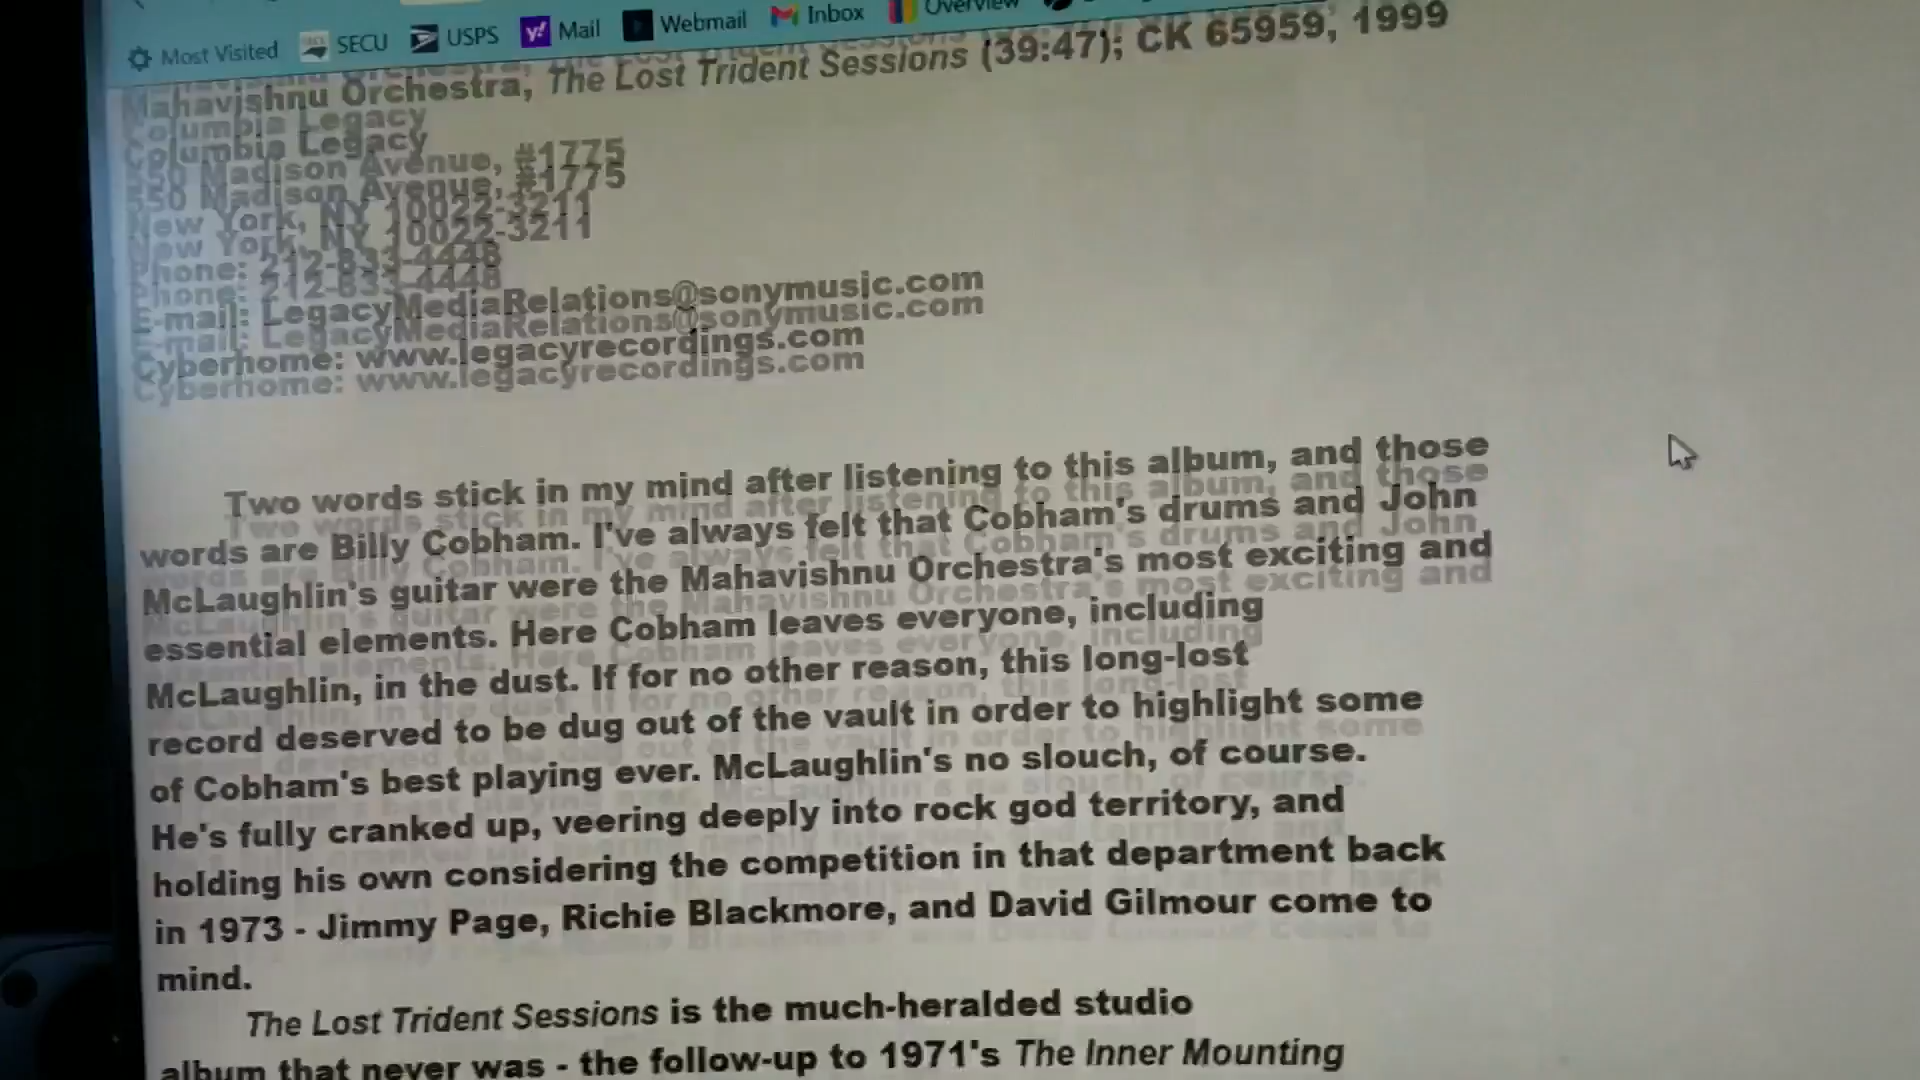 Most Visited SECU USPS Mail Webmail Inbox Overview
Mahavishnu Orchestra, The Lost Trident Sessions (39:47); CK 65959, 1999
Columbia Legacy
550 Madison Avenue, #1775
New York, NY 10022-3211
Phone: 212-833-4448
E-mail: LegacyMediaRelations@sonymusic.com
Cyberhome: www.legacyrecordings.com
Two words stick in my mind after listening to this album, and those
words are Billy Cobham. I've always felt that Cobham's drums and John
McLaughlin's guitar were the Mahavishnu Orchestra's most exciting and
essential elements. Here Cobham leaves everyone, including
McLaughlin, in the dust. If for no other reason, this long-lost
record deserved to be dug out of the vault in order to highlight some
of Cobham's best playing ever. McLaughlin's no slouch, of course.
He's fully cranked up, veering deeply into rock god territory, and
holding his own considering the competition in that department back
in 1973 - Jimmy Page, Richie Blackmore, and David Gilmour come to
mind.
The Lost Trident Sessions is the much-heralded studio
album that never was - the follow-up to 1971's The Inner Mounting